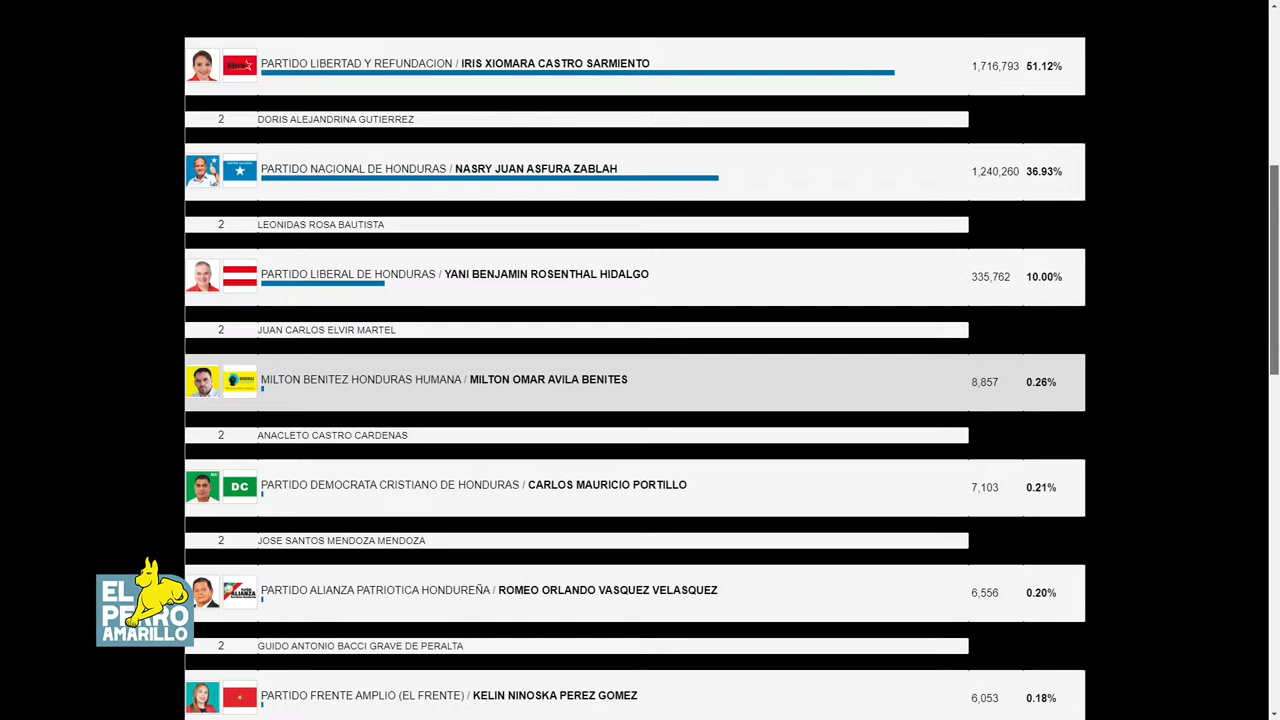 PARTIDO LIBERTAD Y REFUNDACION / IRIS XIOMARA CASTRO SARMIENTO 1,716,793 51.12%
2 DORIS ALEJANDRINA GUTIERREZ
PARTIDO NACIONAL DE HONDURAS / NASRY JUAN ASFURA ZABLAH 1,240,260 36.93%
2 LEONIDAS ROSA BAUTISTA
PARTIDO LIBERAL DE HONDURAS / YANI BENJAMIN ROSENTHAL HIDALGO 335,762 10.00%
2 JUAN CARLOS ELVIR MARTEL
MILTON BENITEZ HONDURAS HUMANA / MILTON OMAR AVILA BENITES 8,857 0.26%
2 ANACLETO CASTRO CARDENAS
DC
DC PARTIDO DEMOCRATA CRISTIANO DE HONDURAS / CARLOS MAURICIO PORTILLO 7,103 0.21%
2 JOSE SANTOS MENDOZA MENDOZA
ALIANZA PARTIDO ALIANZA PATRIOTICA HONDUREÑA / ROMEO ORLANDO VASQUEZ VELASQUEZ 6,556 0.20%
2 GUIDO ANTONIO BACCI GRAVE DE PERALTA
PARTIDO FRENTE AMPLIO (EL FRENTE) / KELIN NINOSKA PEREZ GOMEZ 6,053 0.18%
EL
PERRO
AMARILLO